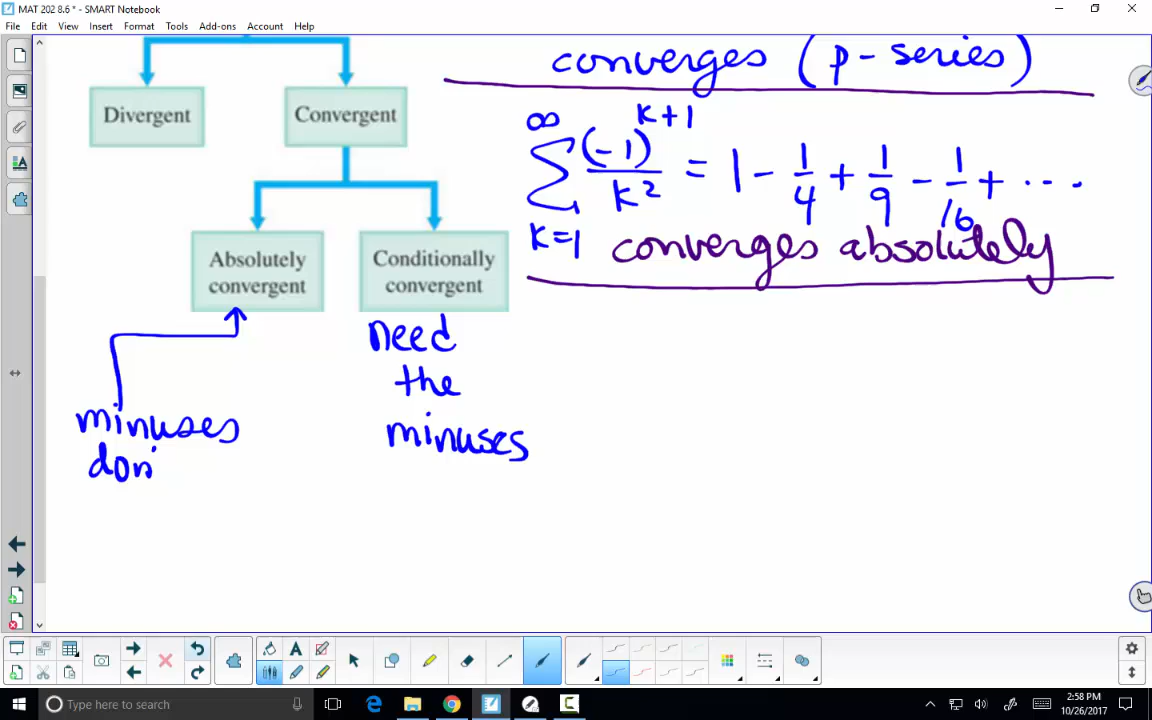 MAT 202 8.6 * - SMART Notebook
File Edit View Insert Format Tools Add-ons Account Help
converges (p-series)
Divergent
Convergent
∞ Σ k=1 (-1)^{k+1} / k^2 = 1 - 1/4 + 1/9 - 1/16 + ...
converges absolutely
Absolutely
convergent
Conditionally
convergent
need
the
minuses
minuses
don'
Type here to search
2:58 PM
10/26/2017